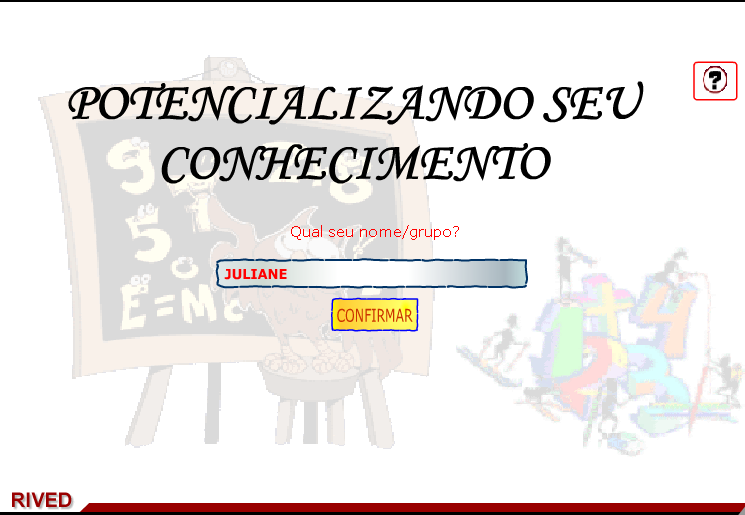 POTENCIALIZANDO SEU
CONHECIMENTO
?
Qual seu nome/grupo?
JULIANE
CONFIRMAR
RIVED